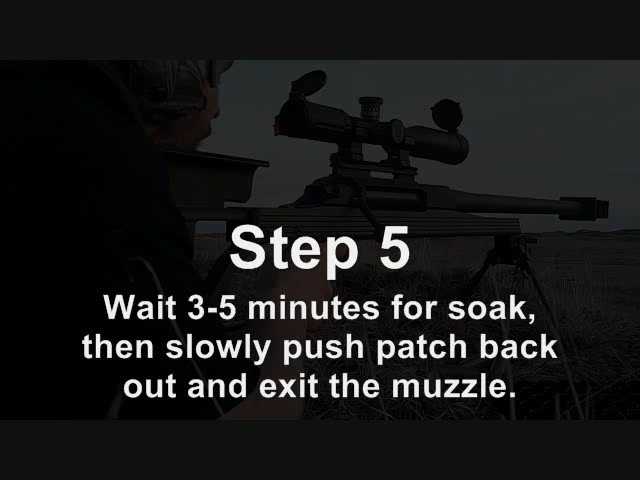 Step 5
Wait 3-5 minutes for soak,
then slowly push patch back
out and exit the muzzle.